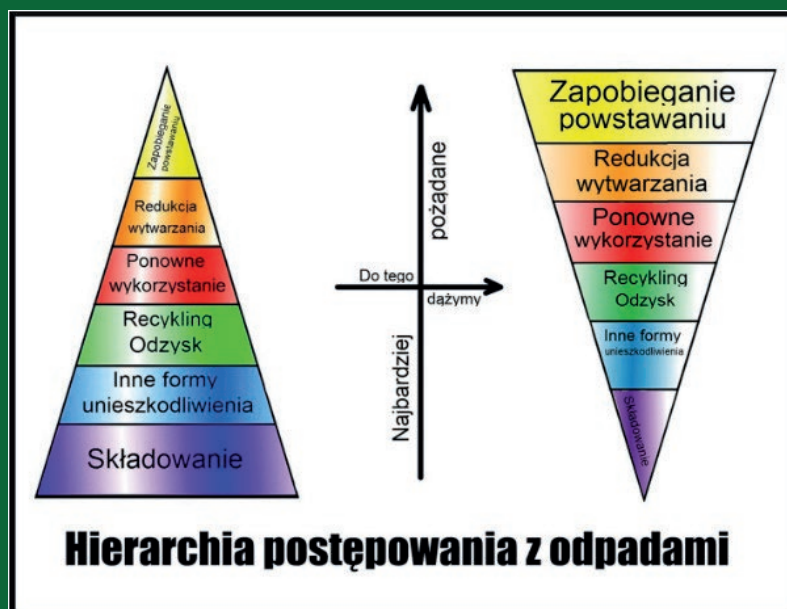 Zapobieganie
powstawaniu
Redukcja
wytwarzania
Ponowne
wykorzystanie
Recykling
Odzysk
Inne formy
unieszkodliwienia
Składowanie
Najbardziej pożądane
Do tego
dążymy
Zapobieganie
powstawaniu
Redukcja
wytwarzania
Ponowne
wykorzystanie
Recykling
Odzysk
Inne formy
unieszkodliwienia
Składowanie
Hierarchia postępowania z odpadami